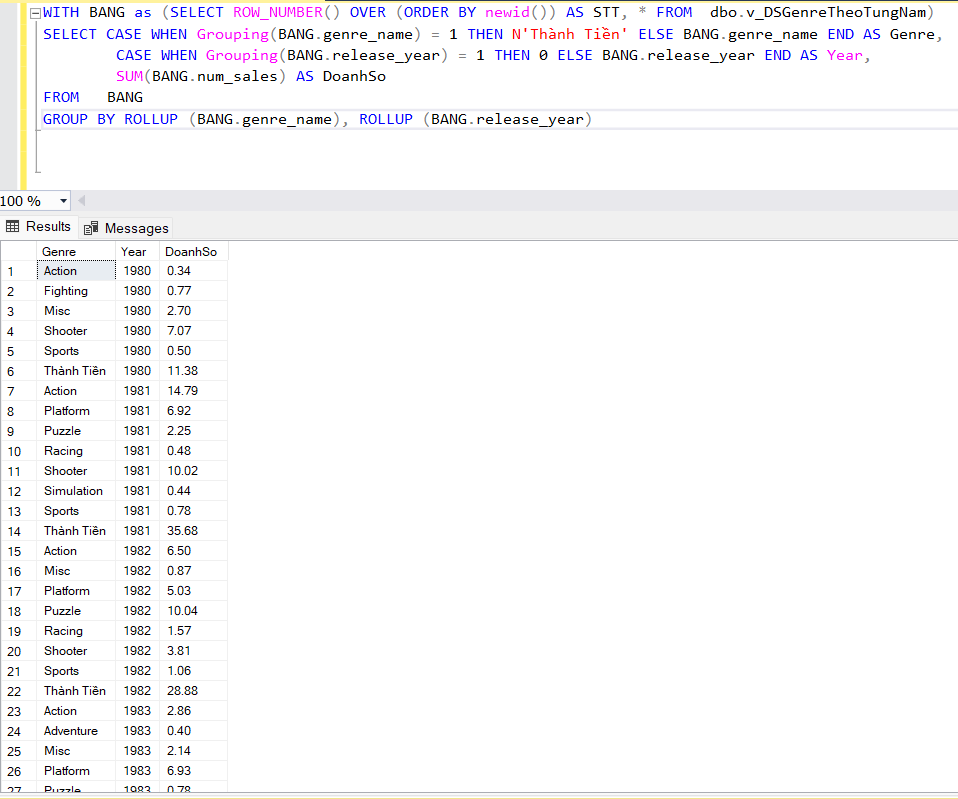 WITH BANG as (SELECT ROW_NUMBER() OVER (ORDER BY newid()) AS STT, * FROM  dbo.v_DSGenreTheoTungNam)
SELECT CASE WHEN Grouping(BANG.genre_name) = 1 THEN N'Thành Tiền' ELSE BANG.genre_name END AS Genre,
CASE WHEN Grouping(BANG.release_year) = 1 THEN 0 ELSE BANG.release_year END AS Year,
SUM(BANG.num_sales) AS DoanhSo
FROM   BANG
GROUP BY ROLLUP (BANG.genre_name), ROLLUP (BANG.release_year)
100 %
Results Messages
Genre Year DoanhSo
1 Action 1980 0.34
2 Fighting 1980 0.77
3 Misc 1980 2.70
4 Shooter 1980 7.07
5 Sports 1980 0.50
6 Thành Tiền 1980 11.38
7 Action 1981 14.79
8 Platform 1981 6.92
9 Puzzle 1981 2.25
10 Racing 1981 0.48
11 Shooter 1981 10.02
12 Simulation 1981 0.44
13 Sports 1981 0.78
14 Thành Tiền 1981 35.68
15 Action 1982 6.50
16 Misc 1982 0.87
17 Platform 1982 5.03
18 Puzzle 1982 10.04
19 Racing 1982 1.57
20 Shooter 1982 3.81
21 Sports 1982 1.06
22 Thành Tiền 1982 28.88
23 Action 1983 2.86
24 Adventure 1983 0.40
25 Misc 1983 2.14
26 Platform 1983 6.93
27 Puzzle 1983 0.78